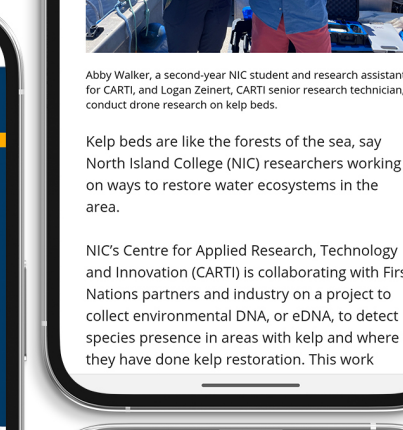 Abby Walker, a second-year NIC student and research assistant
for CARTI, and Logan Zeinert, CARTI senior research technician,
conduct drone research on kelp beds.
Kelp beds are like the forests of the sea, say
North Island College (NIC) researchers working
on ways to restore water ecosystems in the
area.
NIC’s Centre for Applied Research, Technology
and Innovation (CARTI) is collaborating with Firs
Nations partners and industry on a project to
collect environmental DNA, or eDNA, to detect
species presence in areas with kelp and where
they have done kelp restoration. This work